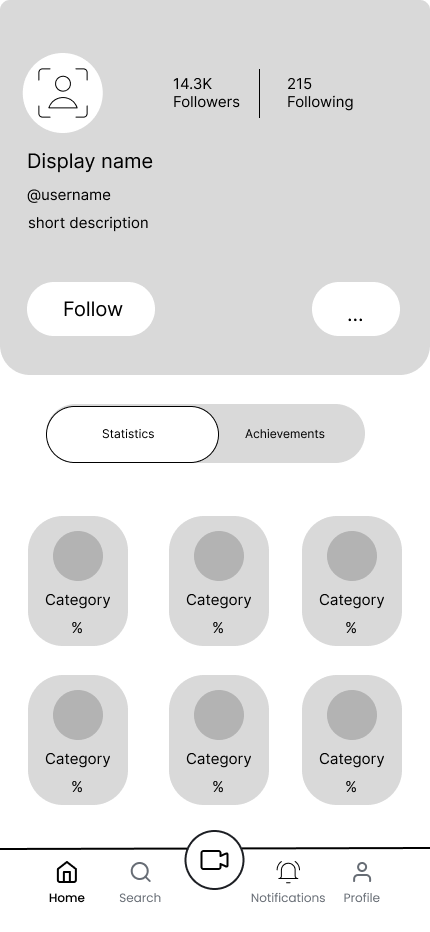 14.3K
Followers
215
Following
Display name
@username
short description
Follow
...
Statistics
Achievements
Category
%
Category
%
Category
%
Category
%
Category
%
Category
%
Home
Search
Notifications
Profile